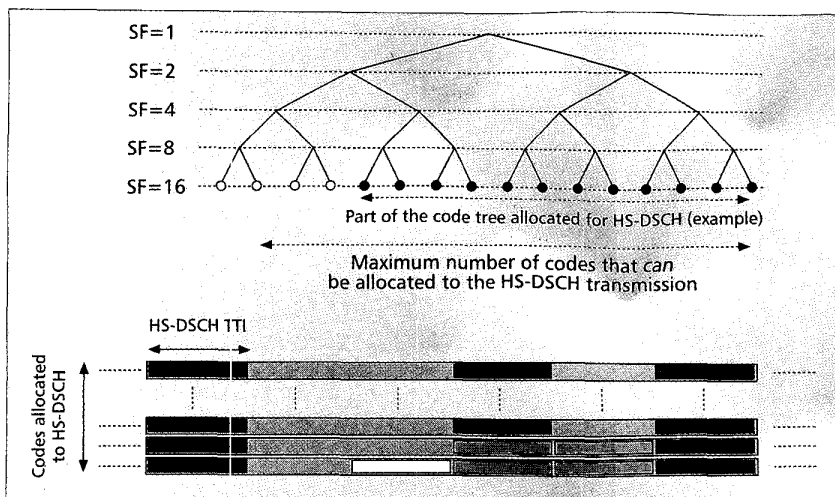 SF=1
SF=2
SF=4
SF=8
SF=16
Part of the code tree allocated for HS-DSCH (example)
Maximum number of codes that can
be allocated to the HS-DSCH transmission
HS-DSCH TTI
Codes allocated
to HS-DSCH